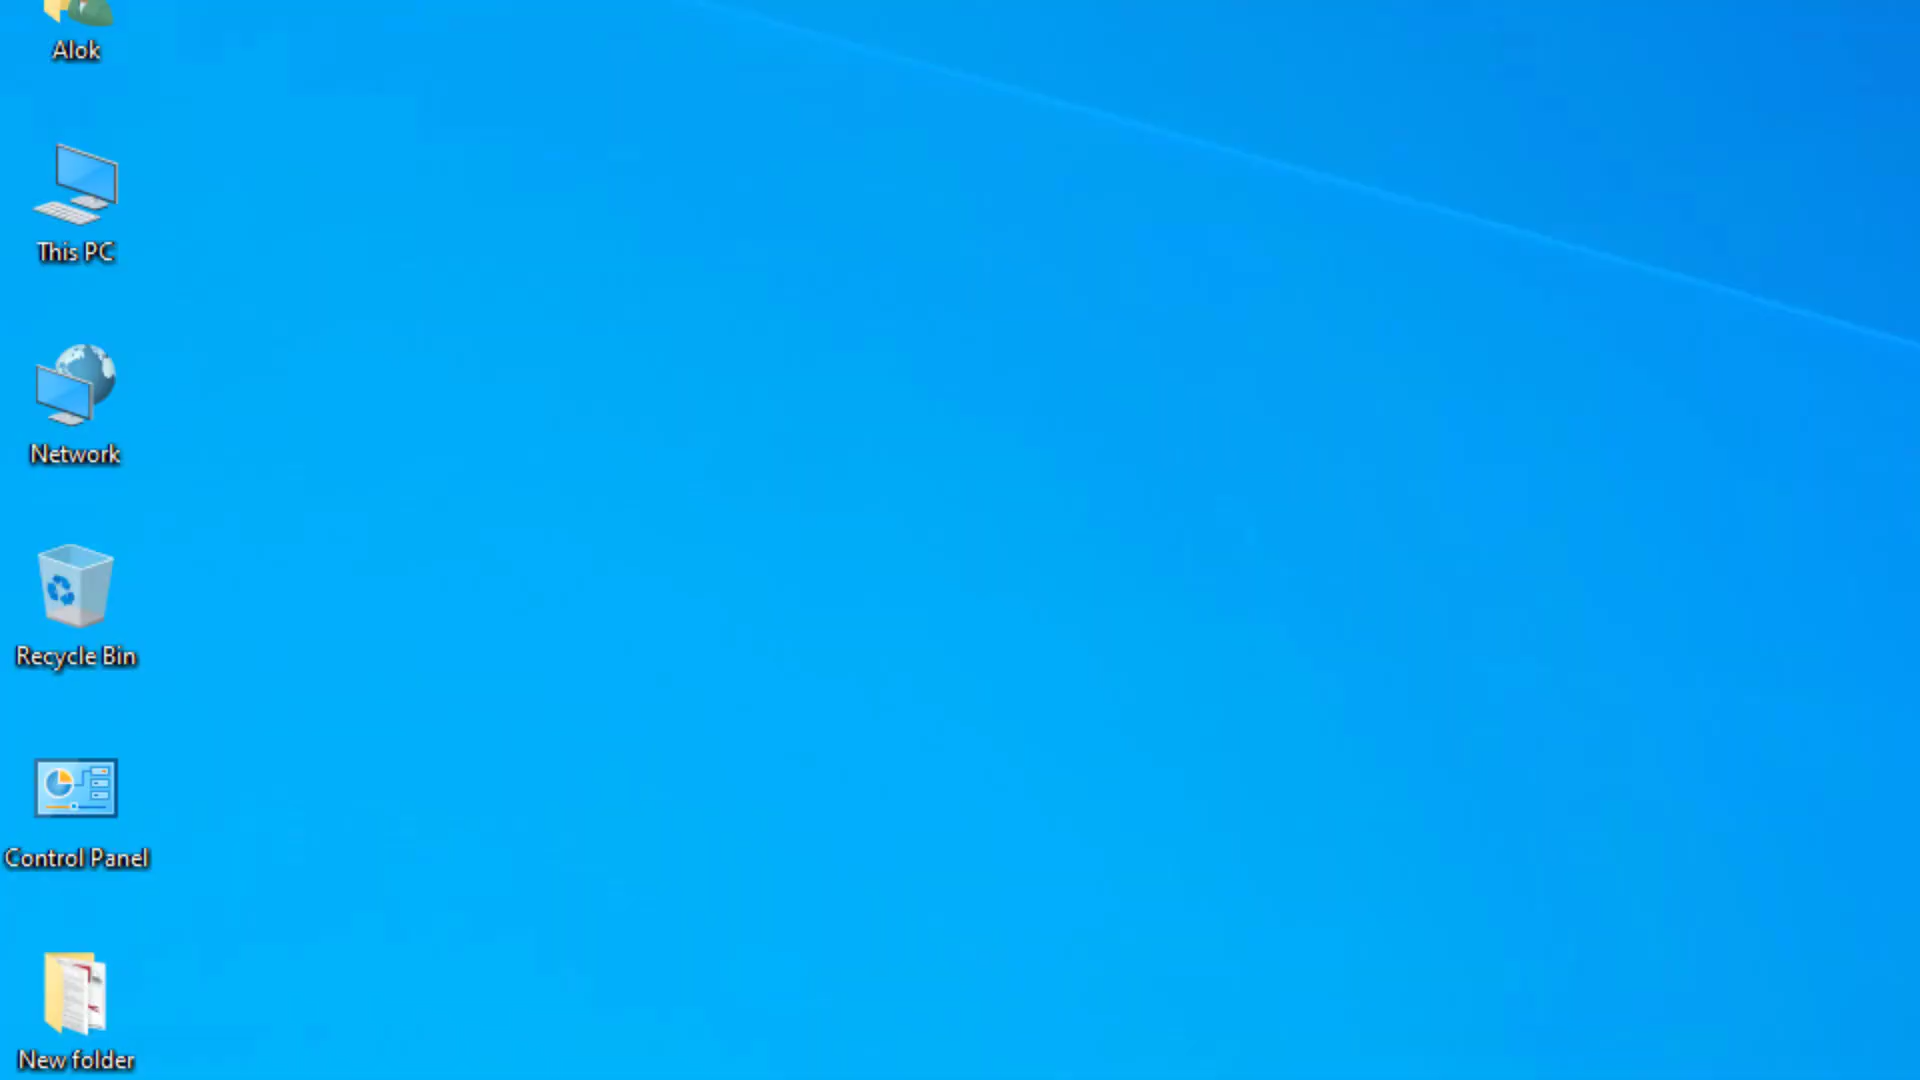 Alok
This PC
Network
Recycle Bin
Control Panel
New folder